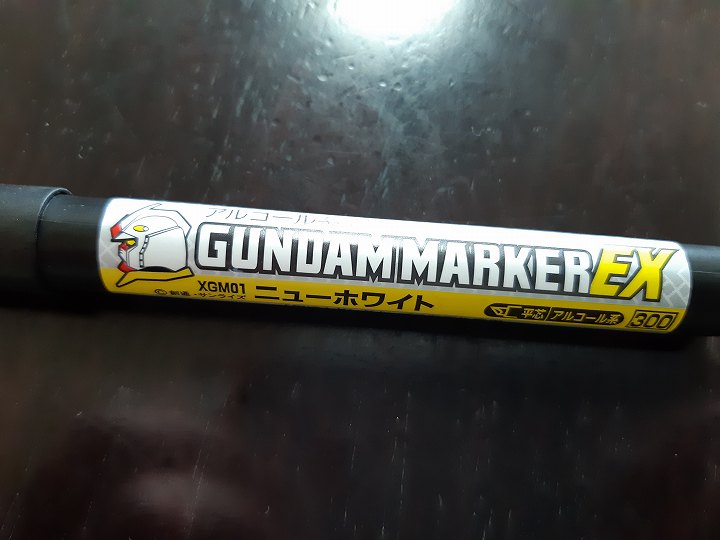 アルコール系
GUNDAM MARKER EX
XGM01 ニューホワイト
©創通・サンライズ
平芯 アルコール系 300